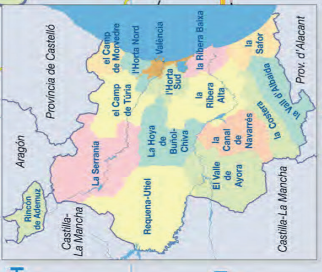 Aragón
Rincón
de Ademuz
Castilla-
La Mancha
Provincia de Castelló
La Serranía
el Camp
de Túria
el Camp
de Morvedre
l'Horta Nord
València
l'Horta
Sud
Requena-Utiel
La Hoya
de
Buñol-
Chiva
la
Ribera
Alta
la Ribera Baixa
El Valle
de
Ayora
la
Canal
de
Navarrés
la Costera
la Vall d'Albaida
la
Safor
Castilla-La Mancha
Prov. d'Alacant